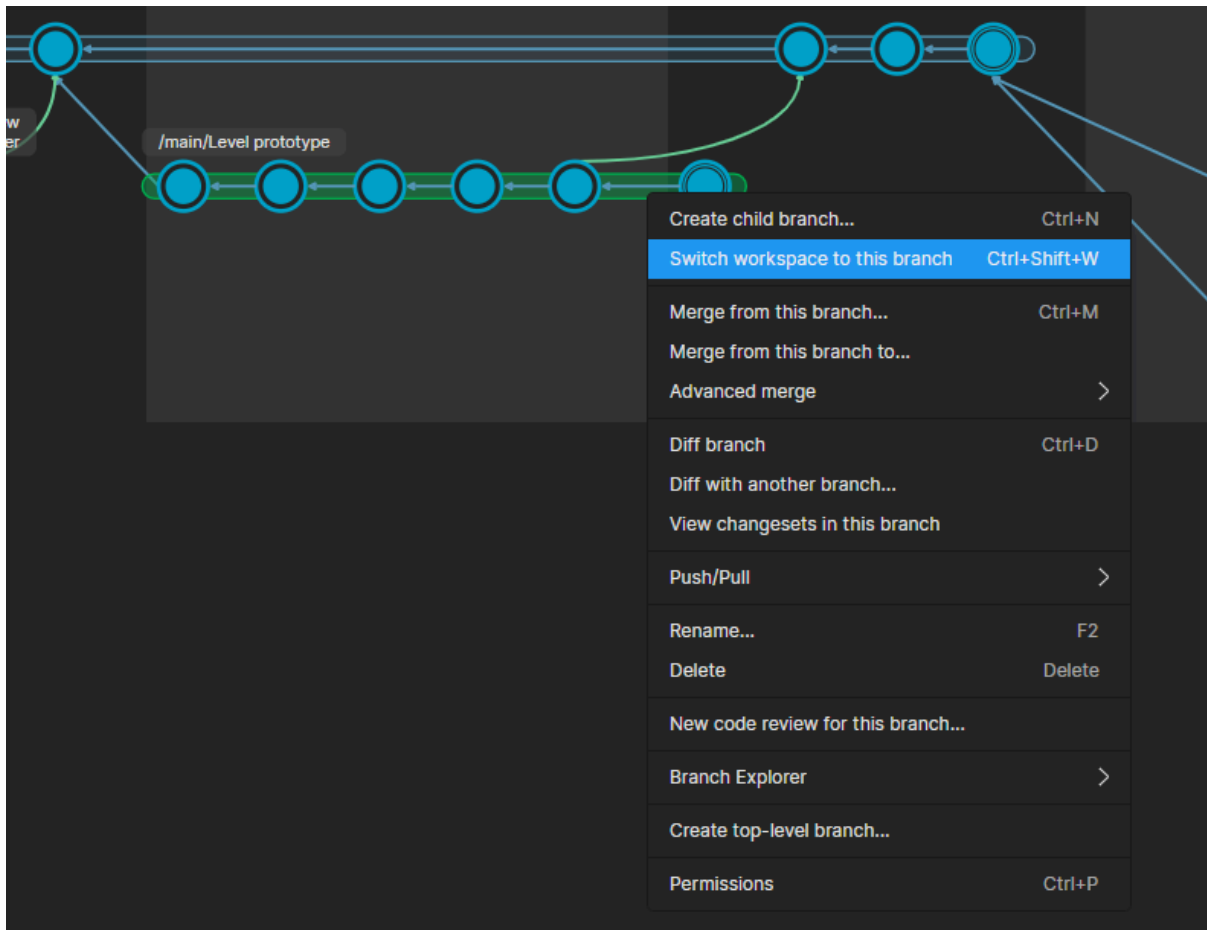 w
er
/main/Level prototype
Create child branch... Ctrl+N
Switch workspace to this branch Ctrl+Shift+W
Merge from this branch... Ctrl+M
Merge from this branch to...
Advanced merge
Diff branch Ctrl+D
Diff with another branch...
View changesets in this branch
Push/Pull
Rename... F2
Delete Delete
New code review for this branch...
Branch Explorer
Create top-level branch...
Permissions Ctrl+P